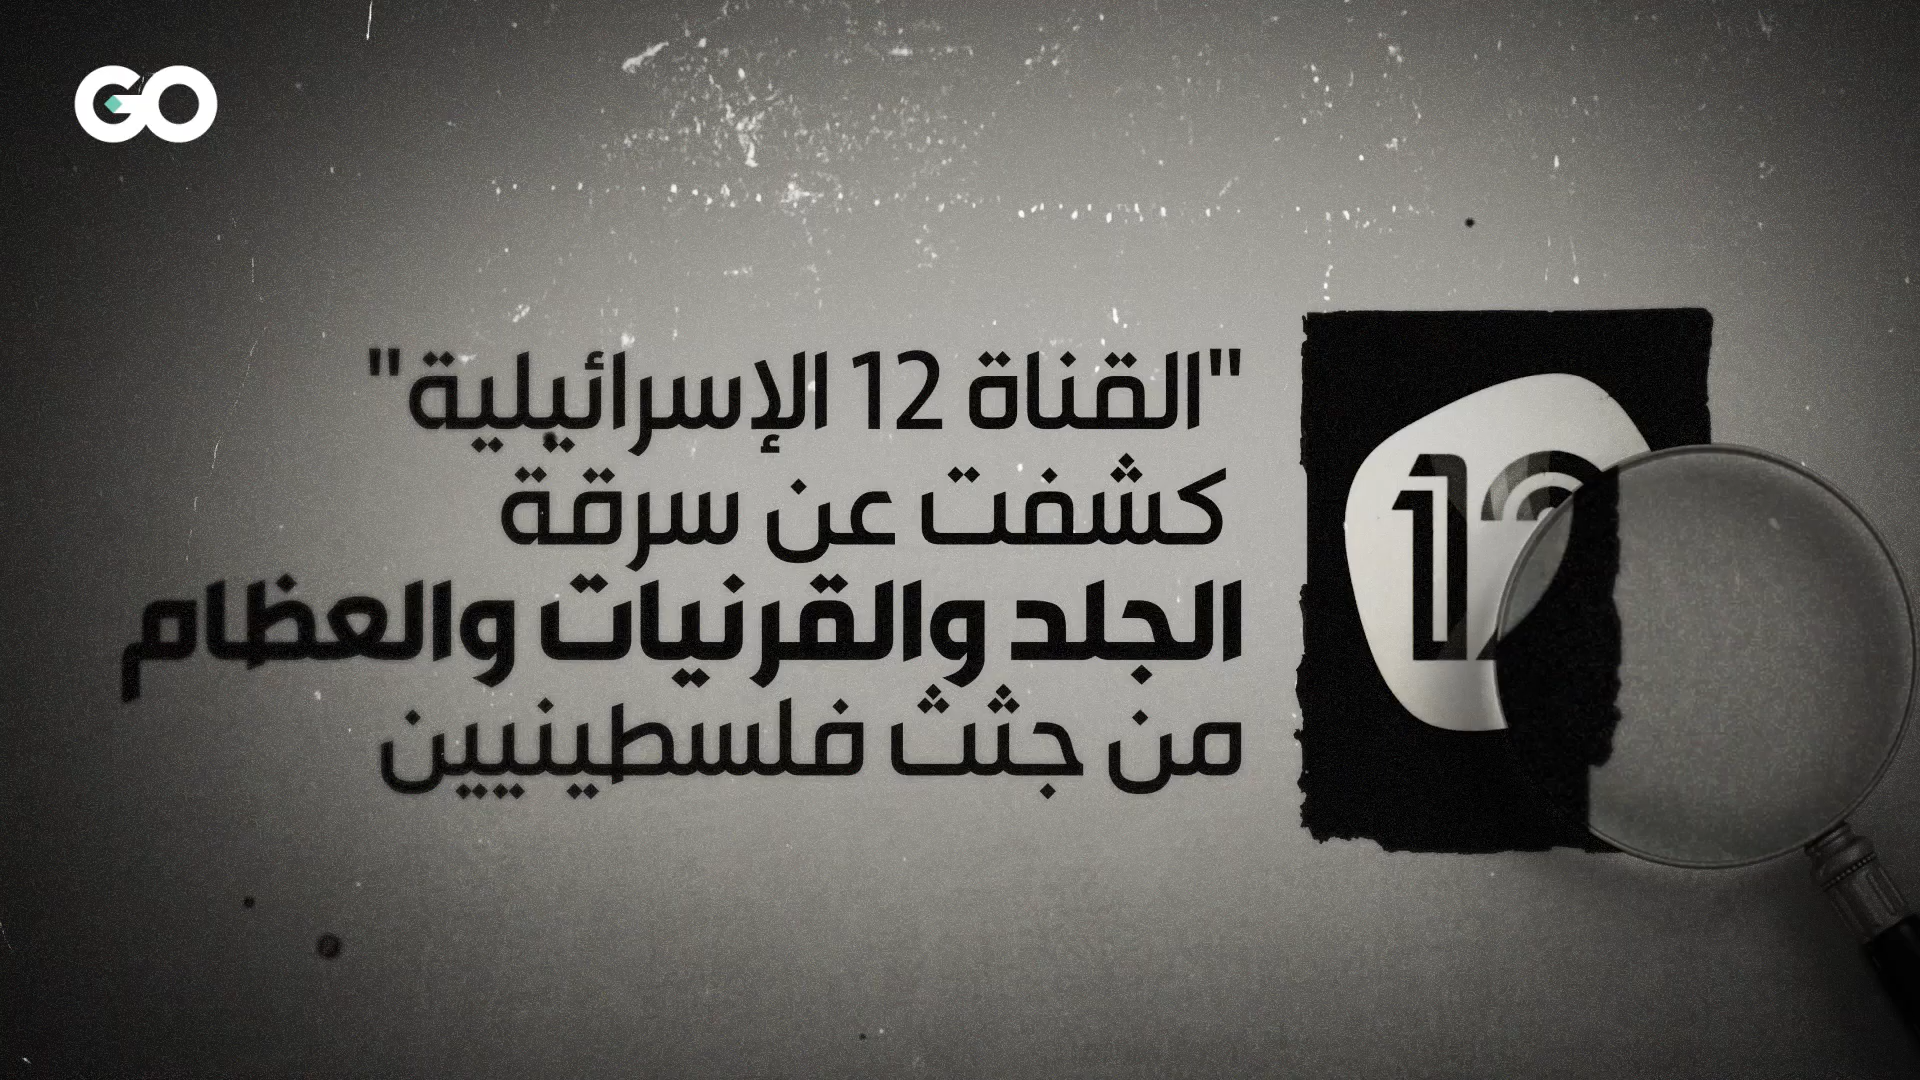 GO
"القناة 12 الإسرائيلية"
كشفت عن سرقة
الجلد والقرنيات والعظام
من جثث فلسطينيين
12